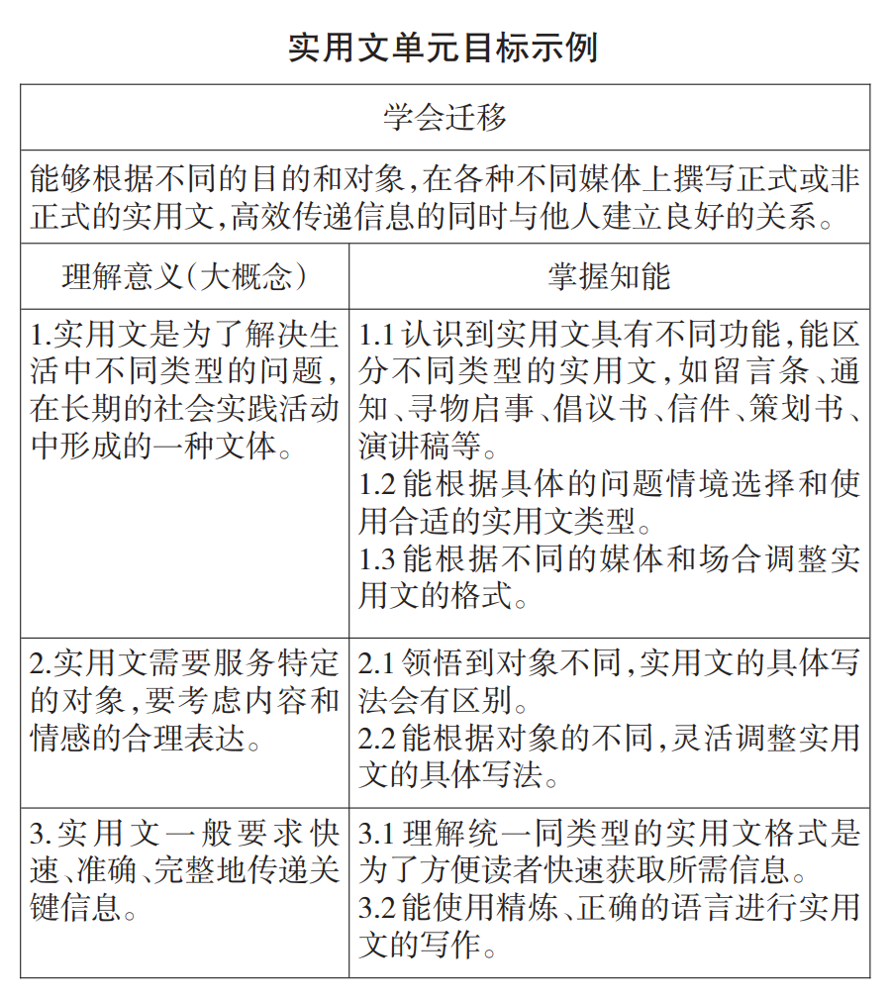 实用文单元目标示例
学会迁移
能够根据不同的目的和对象，在各种不同媒体上撰写正式或非
正式的实用文，高效传递信息的同时与他人建立良好的关系。
理解意义（大概念）
掌握知能
1.实用文是为了解决生
活中不同类型的问题，
在长期的社会实践活动
中形成的一种文体。
1.1认识到实用文具有不同功能，能区
分不同类型的实用文，如留言条、通
知、寻物启事、倡议书、信件、策划书、
演讲稿等。
1.2能根据具体的问题情境选择和使
用合适的实用文类型。
1.3能根据不同的媒体和场合调整实
用文的格式。
2.实用文需要服务特定
的对象，要考虑内容和
情感的合理表达。
2.1领悟到对象不同，实用文的具体写
法会有区别。
2.2能根据对象的不同，灵活调整实用
文的具体写法。
3.实用文一般要求快
速、准确、完整地传递关
键信息。
3.1理解统一同类型的实用文格式是
为了方便读者快速获取所需信息。
3.2能使用精炼、正确的语言进行实用
文的写作。